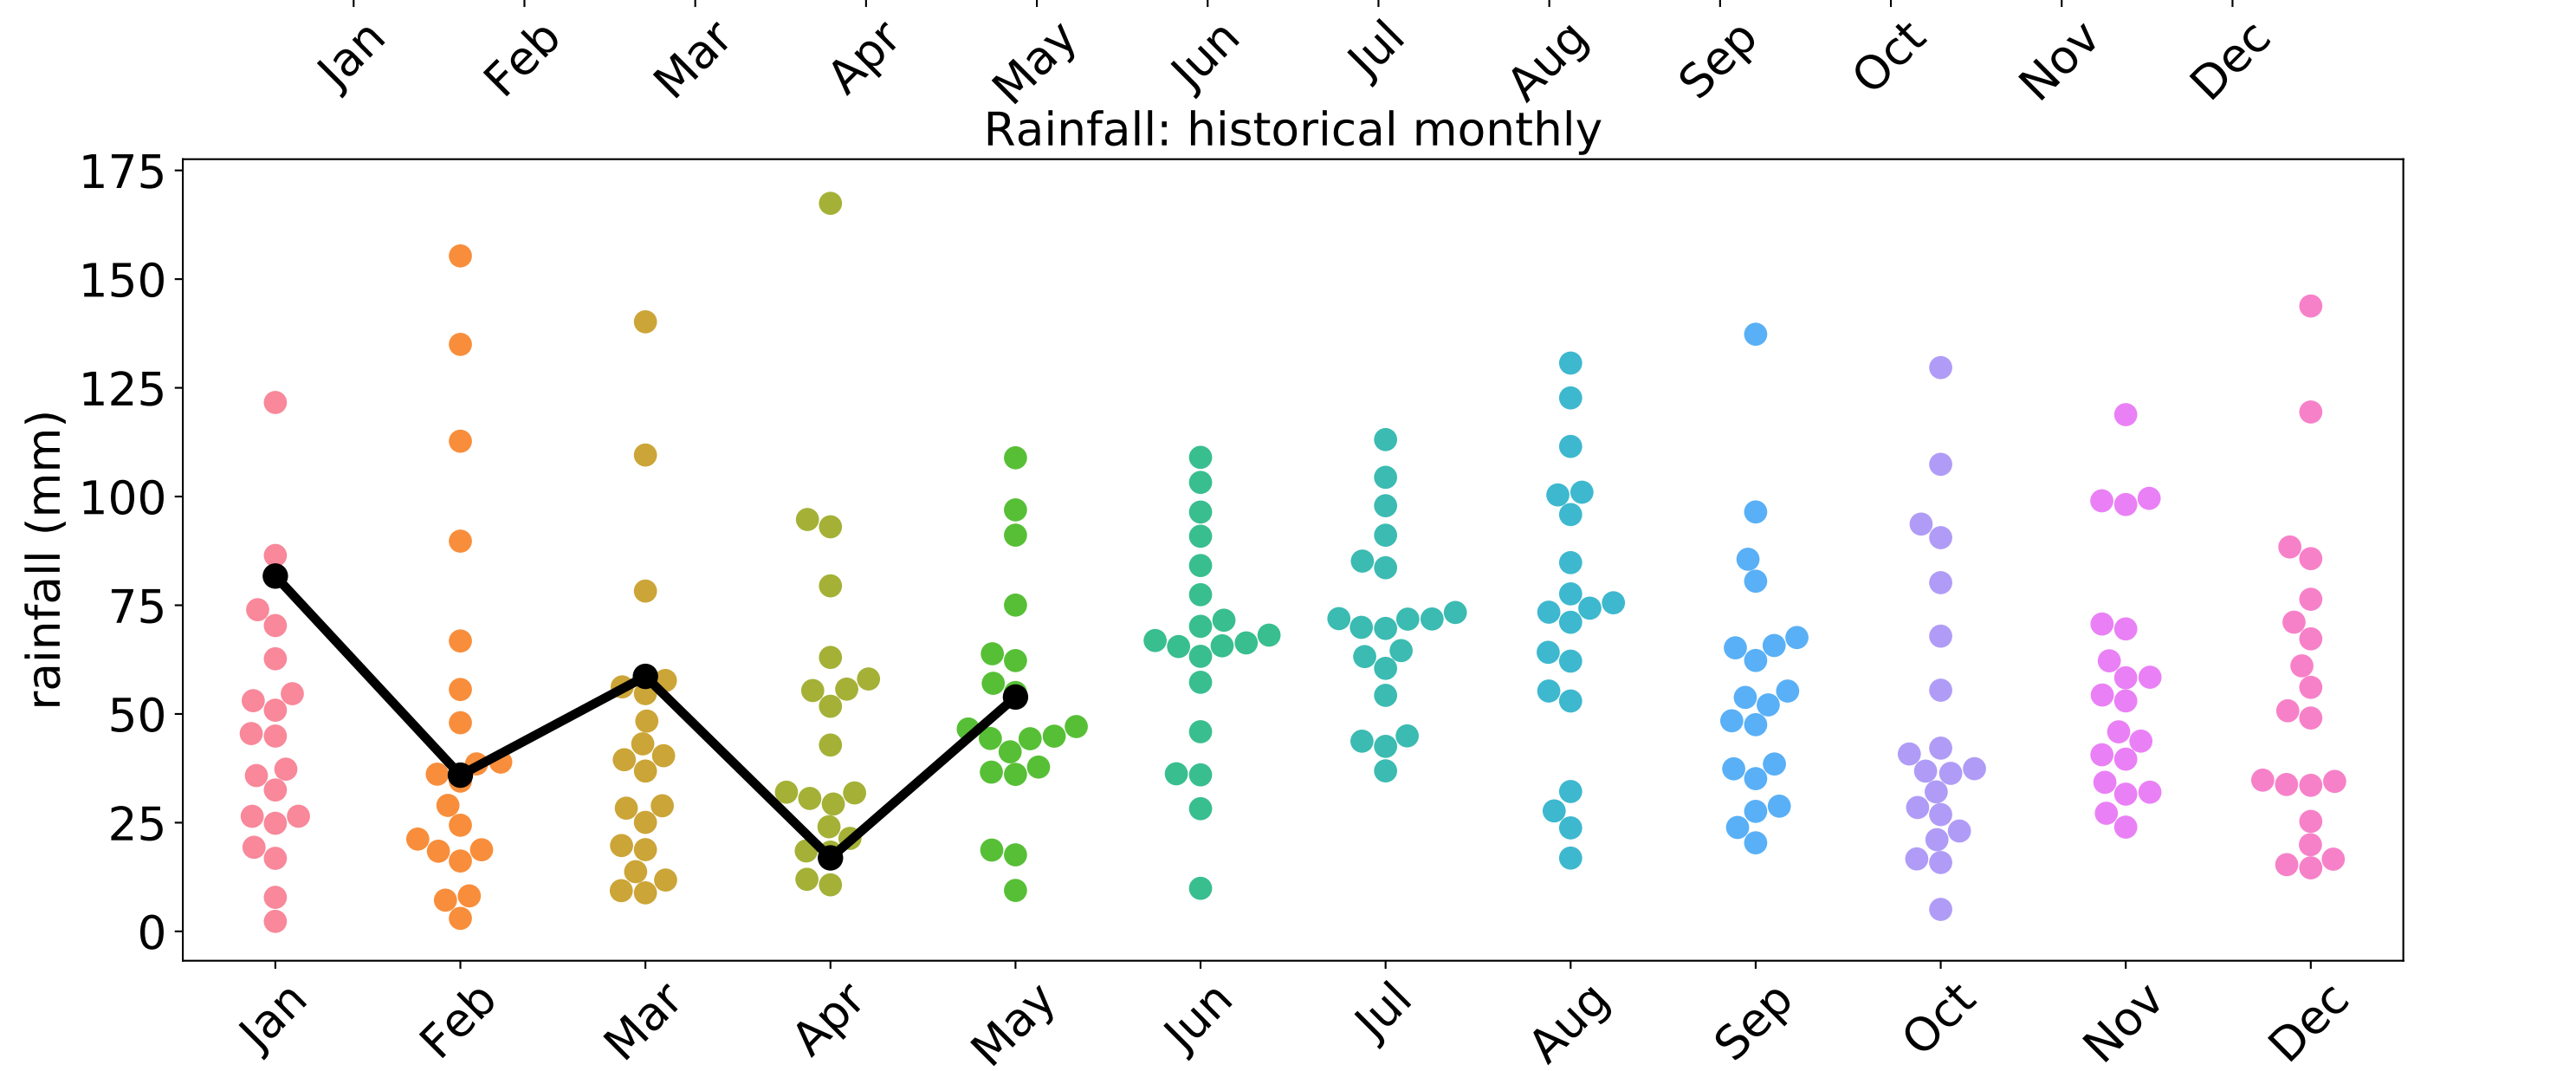 Jan Feb Mar Apr May Jun Jul Aug Sep Oct Nov Dec
Rainfall: historical monthly
rainfall (mm)
175
150
125
100
75
50
25
0
Jan Feb Mar Apr May Jun Jul Aug Sep Oct Nov Dec